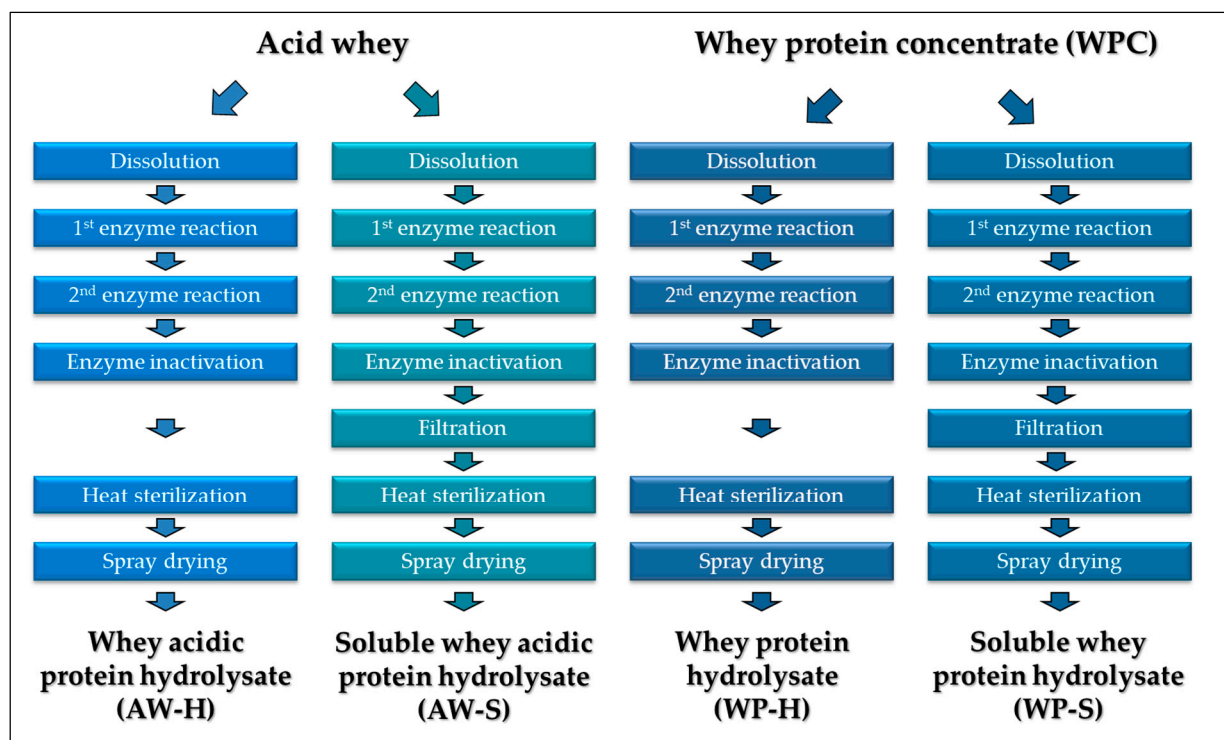 Acid whey
Whey protein concentrate (WPC)
Dissolution
Dissolution
Dissolution
Dissolution
1st enzyme reaction
1st enzyme reaction
1st enzyme reaction
1st enzyme reaction
2nd enzyme reaction
2nd enzyme reaction
2nd enzyme reaction
2nd enzyme reaction
Enzyme inactivation
Enzyme inactivation
Enzyme inactivation
Enzyme inactivation
Filtration
Filtration
Heat sterilization
Heat sterilization
Heat sterilization
Heat sterilization
Spray drying
Spray drying
Spray drying
Spray drying
Whey acidic
protein hydrolysate
(AW-H)
Soluble whey acidic
protein hydrolysate
(AW-S)
Whey protein
hydrolysate
(WP-H)
Soluble whey
protein hydrolysate
(WP-S)